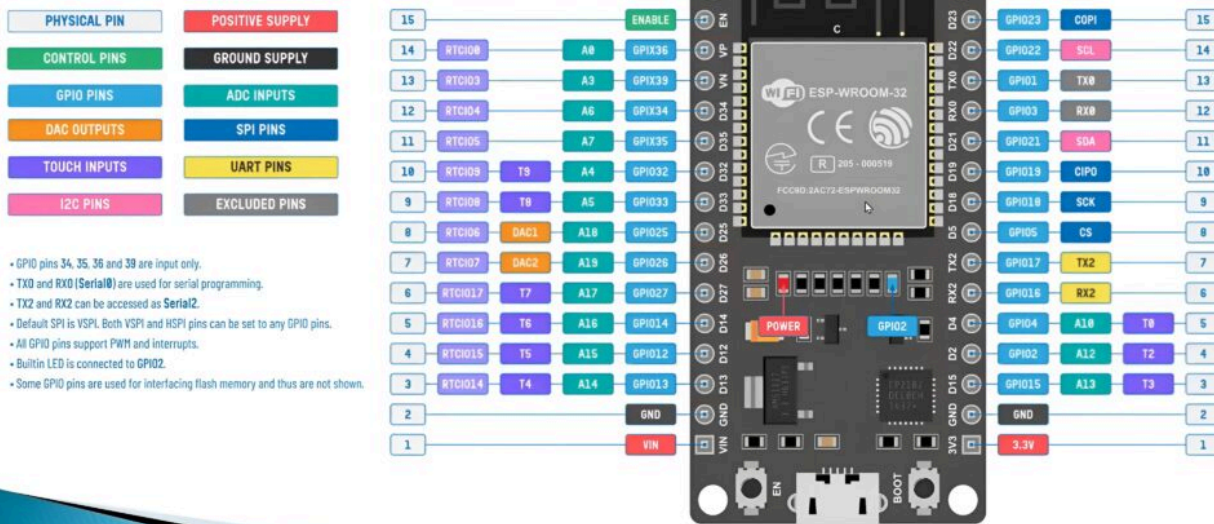 PHYSICAL PIN POSITIVE SUPPLY
CONTROL PINS GROUND SUPPLY
GPIO PINS ADC INPUTS
DAC OUTPUTS SPI PINS
TOUCH INPUTS UART PINS
I2C PINS EXCLUDED PINS
• GPIO pins 34, 35, 36 and 39 are input only.
• TX0 and RX0 (Serial0) are used for serial programming.
• TX2 and RX2 can be accessed as Serial2.
• Default SPI is VSPI. Both VSPI and HSPI pins can be set to any GPIO pins.
• All GPIO pins support PWM and interrupts.
• Builtin LED is connected to GPIO2.
• Some GPIO pins are used for interfacing flash memory and thus are not shown.
15 ENABLE EN
14 RTCIO0 A0 GPIX36 VP
13 RTCIO3 A3 GPIX39 VN
12 RTCIO4 A6 GPIX34 D34
11 RTCIO5 A7 GPIX35 D35
10 RTCIO9 T9 A4 GPIO32 D32
9 RTCIO8 T8 A5 GPIO33 D33
8 RTCIO6 DAC1 A18 GPIO25 D25
7 RTCIO7 DAC2 A19 GPIO26 D26
6 RTCIO17 T7 A17 GPIO27 D27
5 RTCIO16 T6 A16 GPIO14 D14
4 RTCIO15 T5 A15 GPIO12 D12
3 RTCIO14 T4 A14 GPIO13 D13
2 GND GND
1 VIN VIN
C
Wi Fi ESP-WROOM-32
CE
R 205-000519
FCCID:2AC72-ESPWROOM32
POWER GPIO2
EN BOOT
D23 GPIO23 COPI 15
D22 GPIO22 SCL 14
TX0 GPIO1 TX0 13
RX0 GPIO3 RX0 12
D21 GPIO21 SDA 11
D19 GPIO19 CIPO 10
D18 GPIO18 SCK 9
D5 GPIO5 CS 8
TX2 GPIO17 TX2 7
RX2 GPIO16 RX2 6
D4 GPIO4 A10 T0 5
D2 GPIO2 A12 T2 4
D15 GPIO15 A13 T3 3
GND GND 2
3V3 3.3V 1